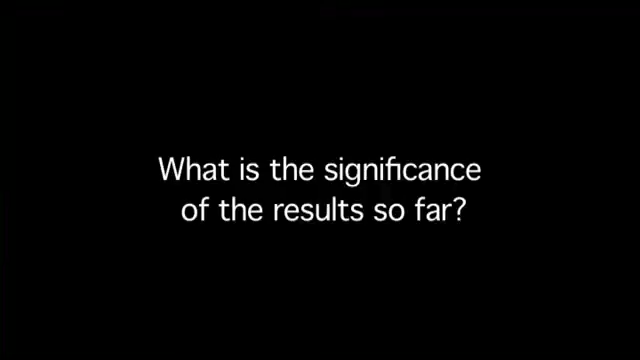 What is the significance
of the results so far?